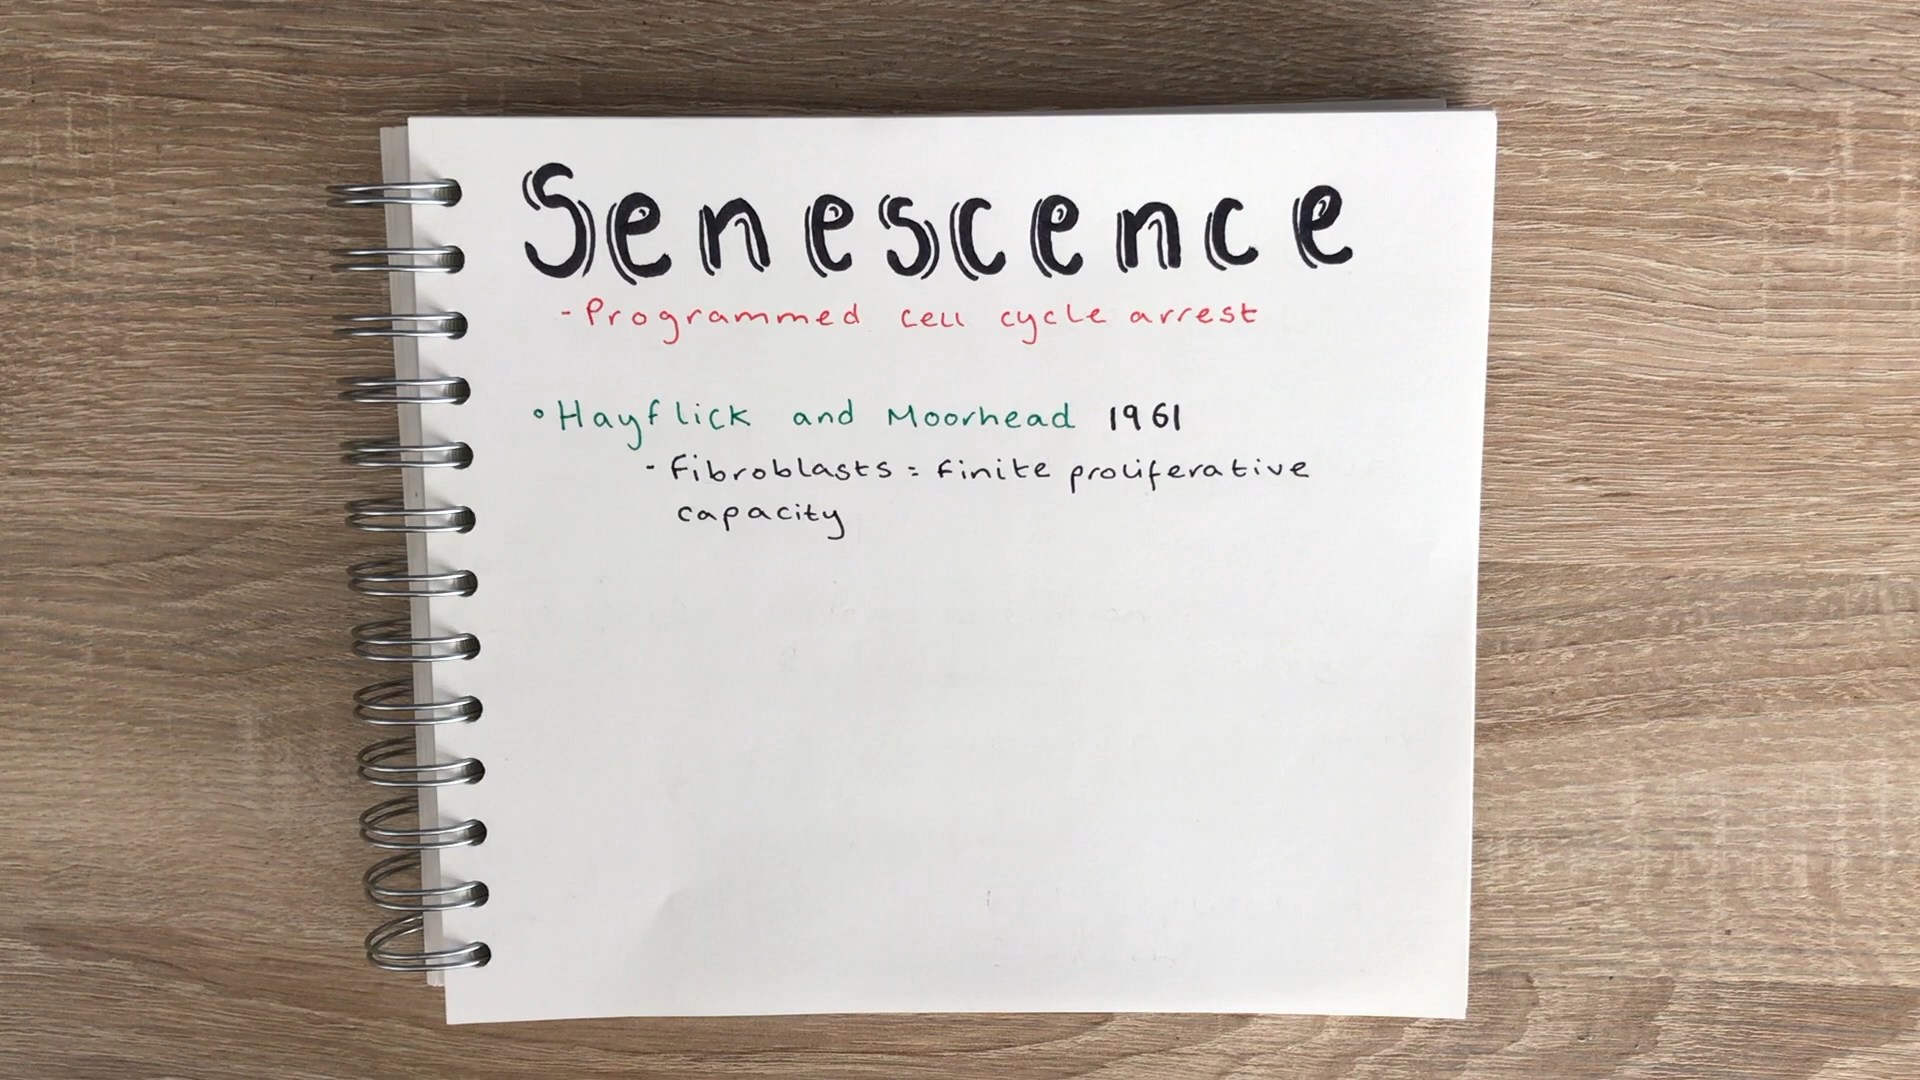 Senescence
- Programmed cell cycle arrest
• Hayflick and Moorhead 1961
- Fibroblasts = finite proliferative
capacity